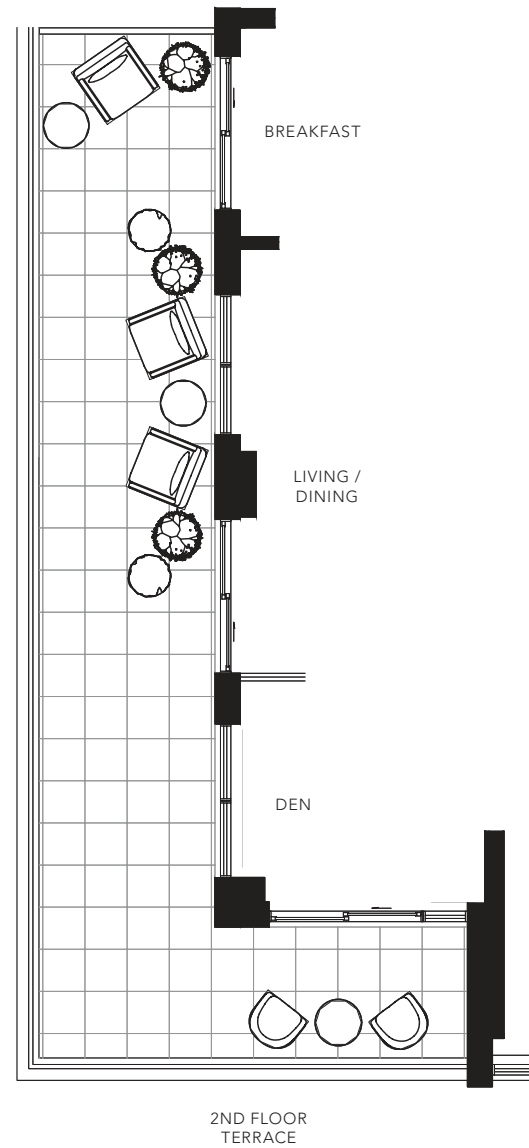 BREAKFAST
LIVING /
DINING
DEN
2ND FLOOR
TERRACE